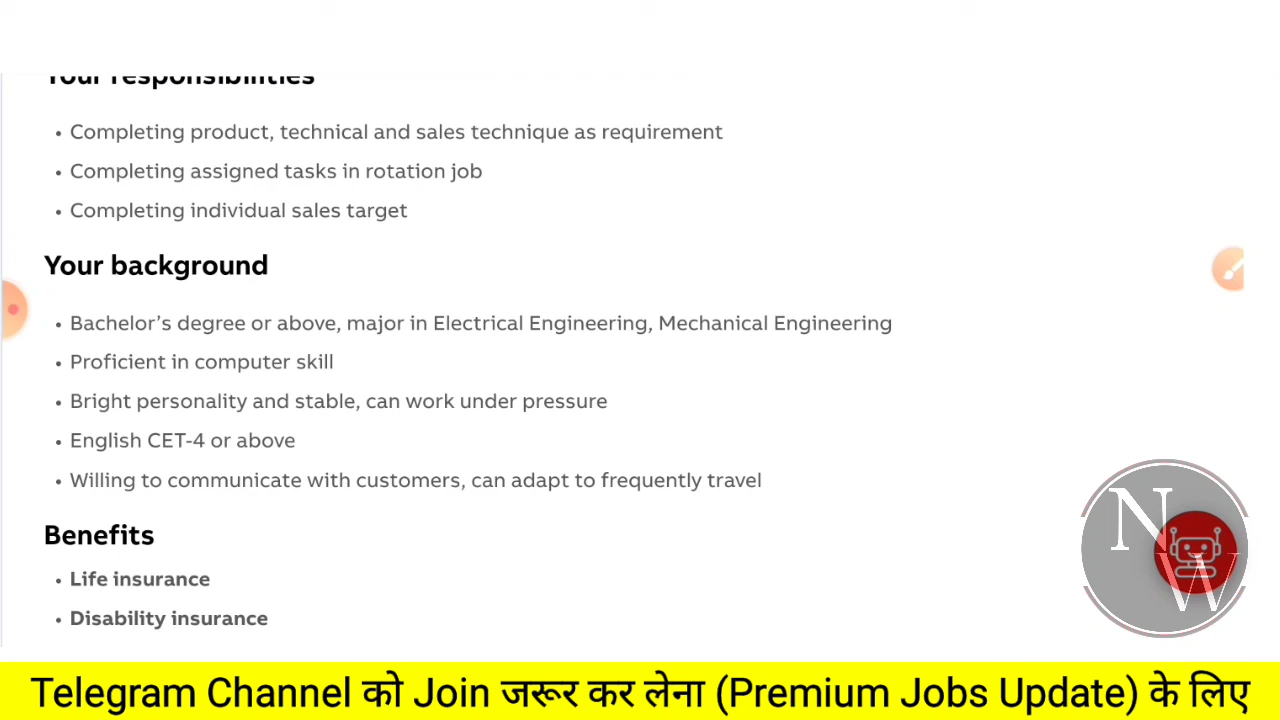 Your responsibilities
• Completing product, technical and sales technique as requirement
• Completing assigned tasks in rotation job
• Completing individual sales target
Your background
• Bachelor's degree or above, major in Electrical Engineering, Mechanical Engineering
• Proficient in computer skill
• Bright personality and stable, can work under pressure
• English CET-4 or above
• Willing to communicate with customers, can adapt to frequently travel
Benefits
• Life insurance
• Disability insurance
N
W
Telegram Channel को Join जरूर कर लेना (Premium Jobs Update) के लिए